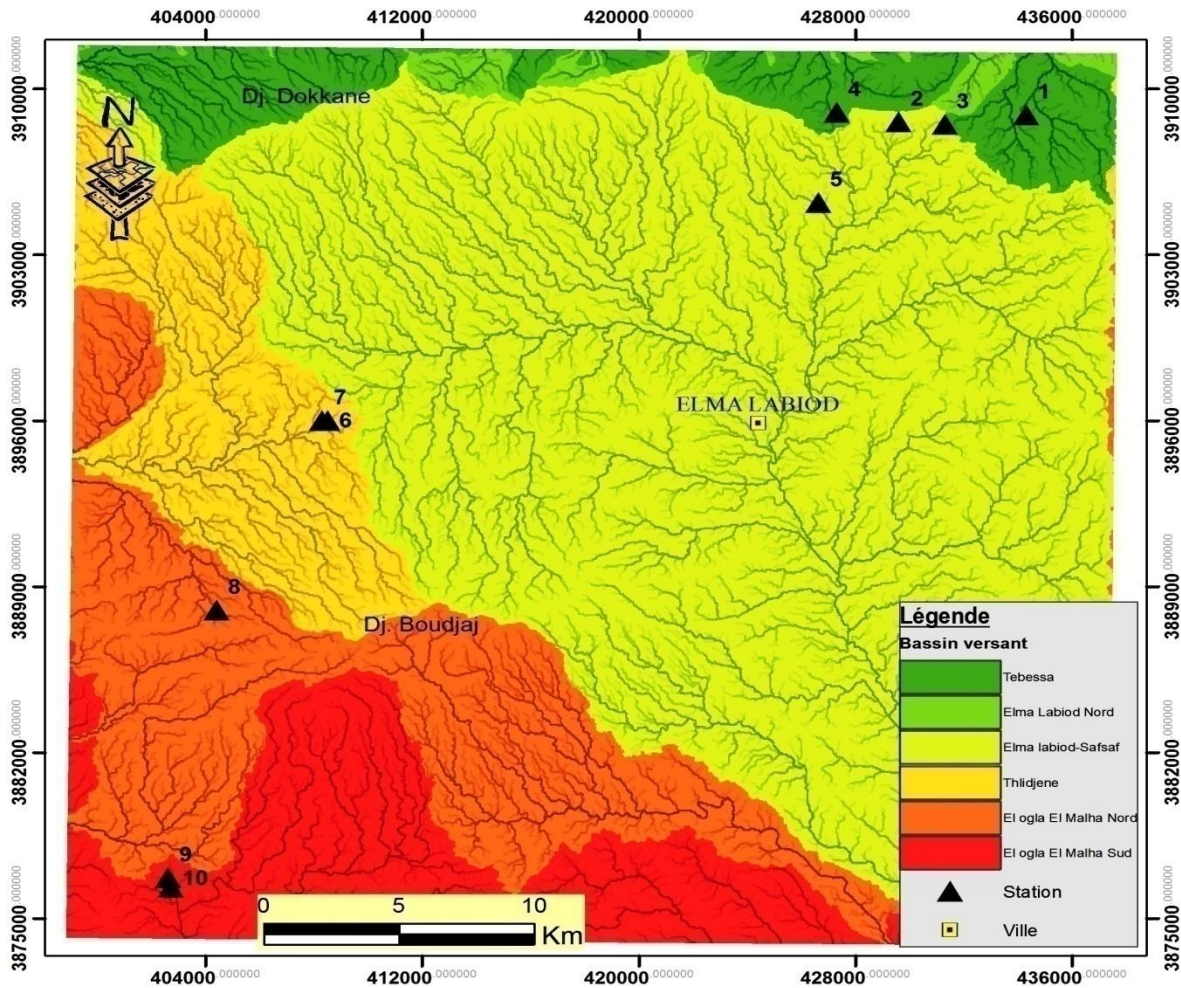 404000.000000 412000.000000 420000.000000 428000.000000 436000.000000
3910000.000000
3903000.000000
3896000.000000
3889000.000000
3882000.000000
3875000.000000
N
Dj. Dokkane
4
2
3
1
5
7
6
ELMA LABIOD
8
Dj. Boudjaj
9
10
0 5 10
Km
Légende
Bassin versant
Tebessa
Elma Labiod Nord
Elma labiod-Safsaf
Thlidjene
El ogla El Malha Nord
El ogla El Malha Sud
Station
Ville
3910000.000000
3903000.000000
3896000.000000
3889000.000000
3882000.000000
3875000.000000
404000.000000 412000.000000 420000.000000 428000.000000 436000.000000